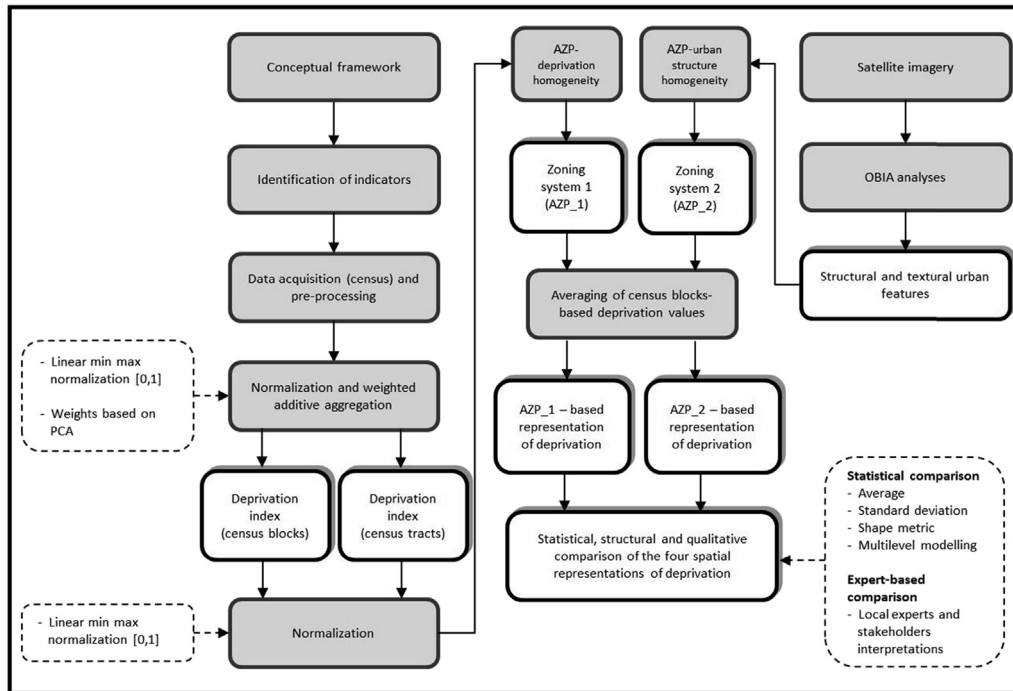 Conceptual framework
Identification of indicators
Data acquisition (census) and
pre-processing
- Linear min max
normalization [0,1]
- Weights based on
PCA
Normalization and weighted
additive aggregation
Deprivation
index
(census blocks)
Deprivation
index
(census tracts)
- Linear min max
normalization [0,1]
Normalization
AZP-
deprivation
homogeneity
AZP-urban
structure
homogeneity
Zoning
system 1
(AZP_1)
Zoning
system 2
(AZP_2)
Averaging of census blocks-
based deprivation values
AZP_1 – based
representation
of deprivation
AZP_2 – based
representation
of deprivation
Statistical, structural and qualitative
comparison of the four spatial
representations of deprivation
Satellite imagery
OBIA analyses
Structural and textural urban
features
Statistical comparison
- Average
- Standard deviation
- Shape metric
- Multilevel modelling
Expert-based
comparison
- Local experts and
stakeholders
interpretations